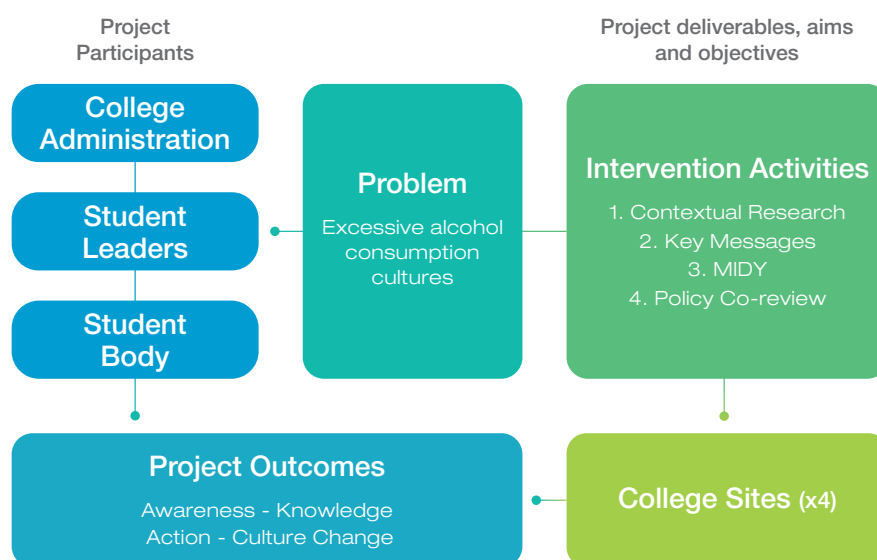 Project
Participants
College
Administration
Student
Leaders
Student
Body
Problem
Excessive alcohol
consumption
cultures
Project deliverables, aims
and objectives
Intervention Activities
1. Contextual Research
2. Key Messages
3. MIDY
4. Policy Co-review
Project Outcomes
Awareness - Knowledge
Action - Culture Change
College Sites (x4)